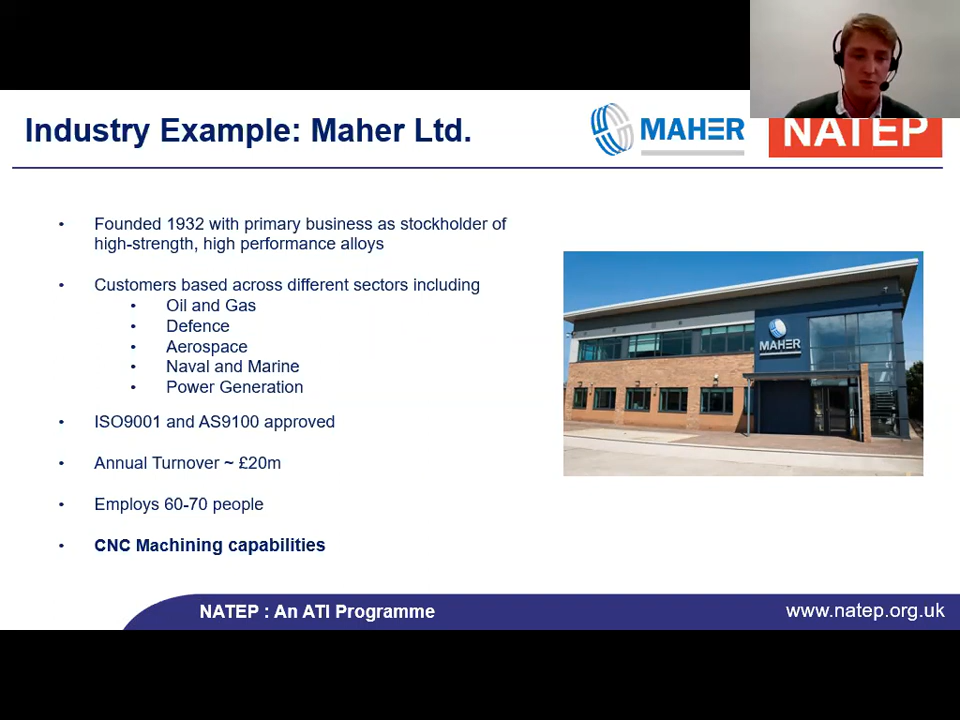 Industry Example: Maher Ltd.
MAHER
NATEP
• Founded 1932 with primary business as stockholder of
high-strength, high performance alloys
• Customers based across different sectors including
• Oil and Gas
• Defence
• Aerospace
• Naval and Marine
• Power Generation
• ISO9001 and AS9100 approved
• Annual Turnover ~ £20m
• Employs 60-70 people
• CNC Machining capabilities
MAHER
NATEP : An ATI Programme
www.natep.org.uk